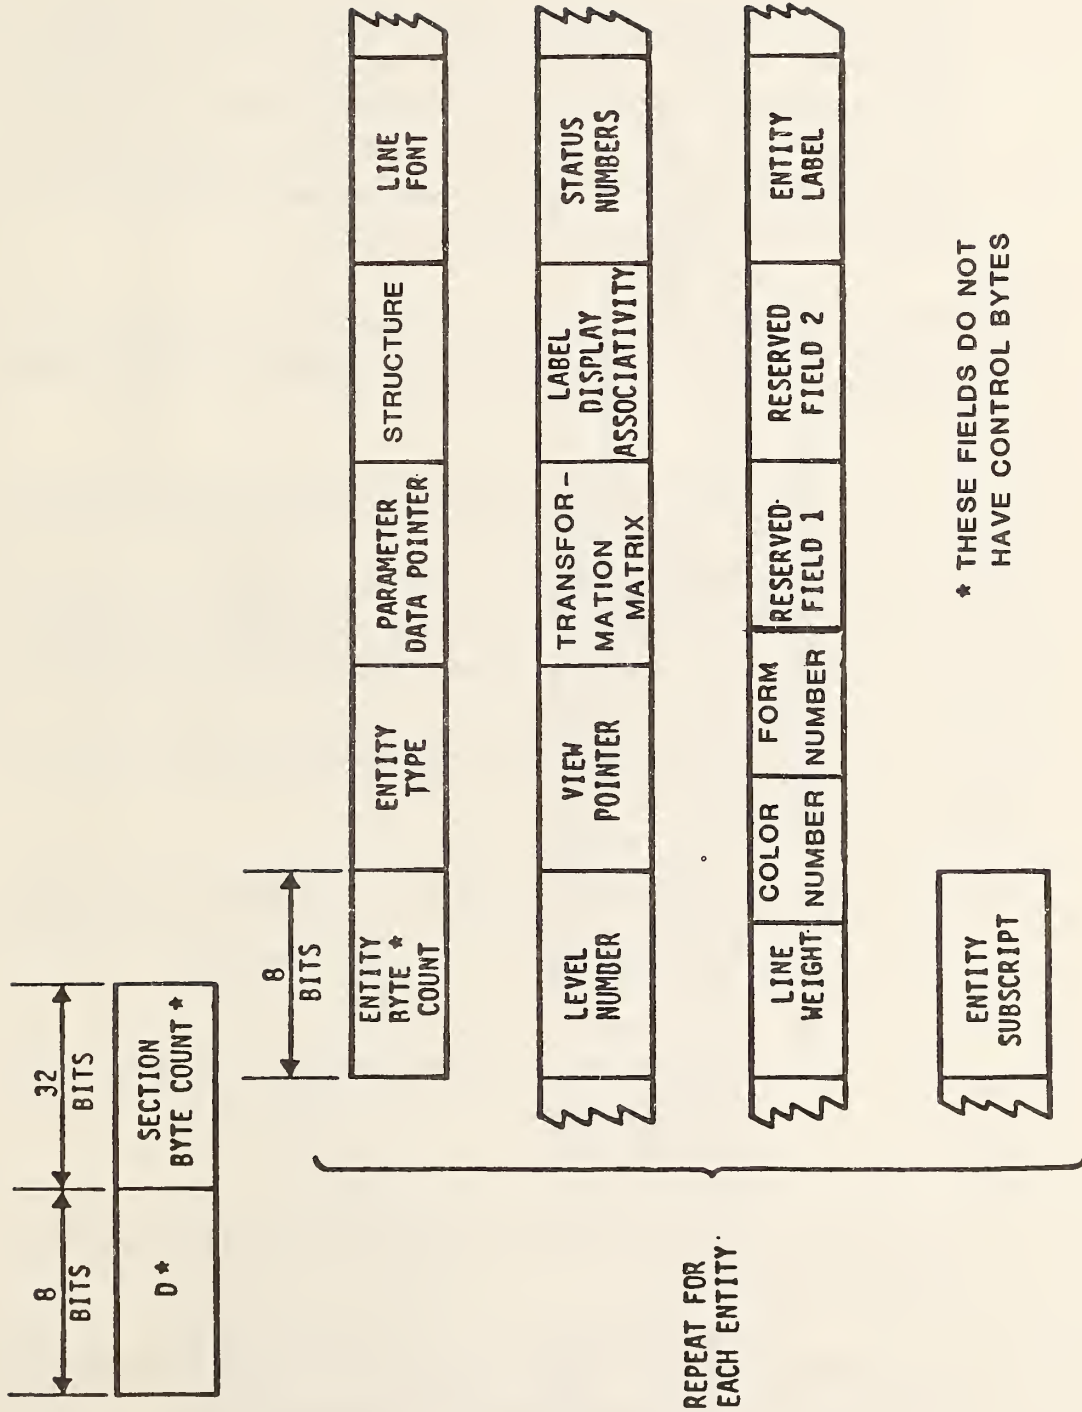 8
BITS
32
BITS
D*
SECTION
BYTE COUNT*
8
BITS
ENTITY
BYTE *
COUNT
ENTITY
TYPE
PARAMETER
DATA POINTER
STRUCTURE
LINE
FONT
LEVEL
NUMBER
VIEW
POINTER
TRANSFOR-
MATION
MATRIX
LABEL
DISPLAY
ASSOCIATIVITY
STATUS
NUMBERS
LINE
WEIGHT
COLOR
NUMBER
FORM
NUMBER
RESERVED
FIELD 1
RESERVED
FIELD 2
ENTITY
LABEL
ENTITY
SUBSCRIPT
REPEAT FOR
EACH ENTITY
* THESE FIELDS DO NOT
HAVE CONTROL BYTES